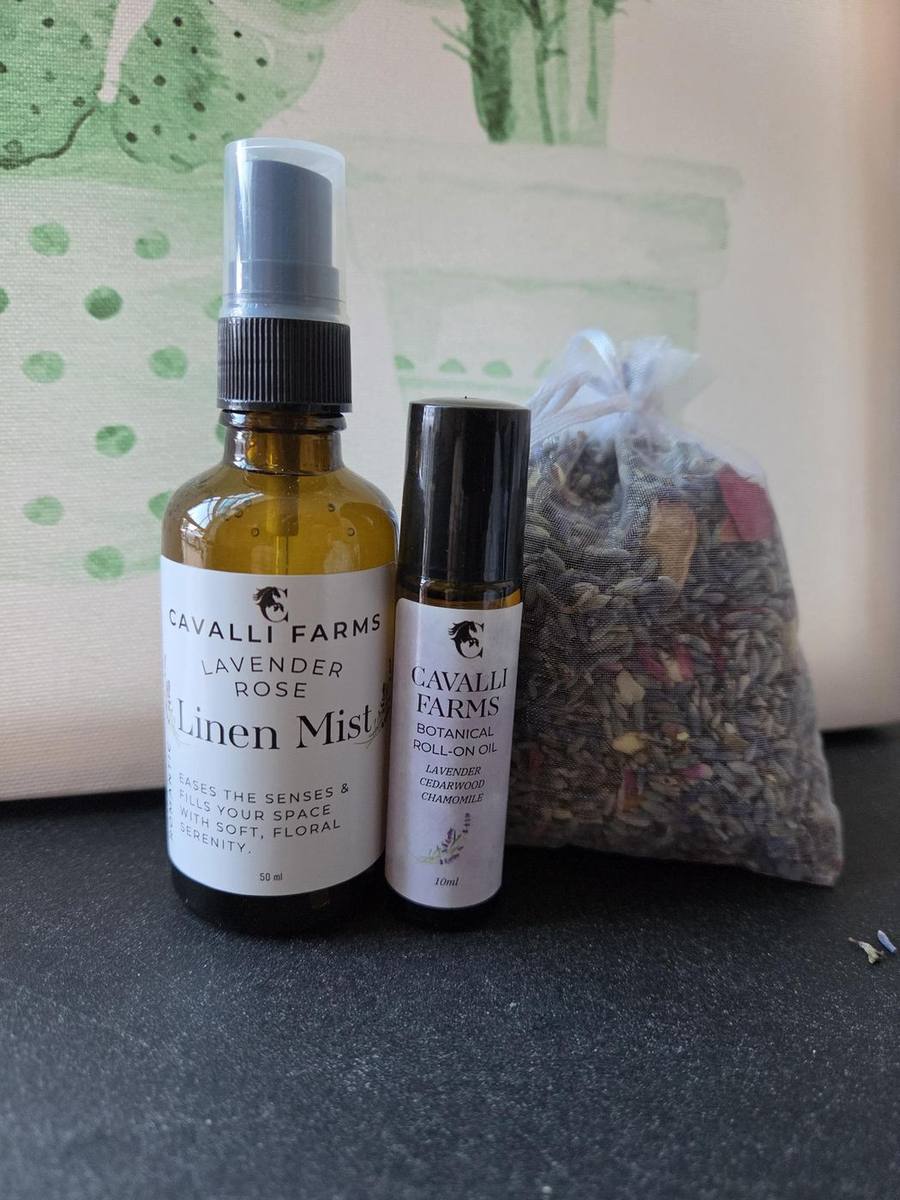 CAVALLI FARMS
LAVENDER
ROSE
Linen Mist
EASES THE SENSES &
FILLS YOUR SPACE
WITH SOFT, FLORAL
SERENITY.
50 ml
C
CAVALLI
FARMS
BOTANICAL
ROLL-ON OIL
LAVENDER
CEDARWOOD
CHAMOMILE
10ml